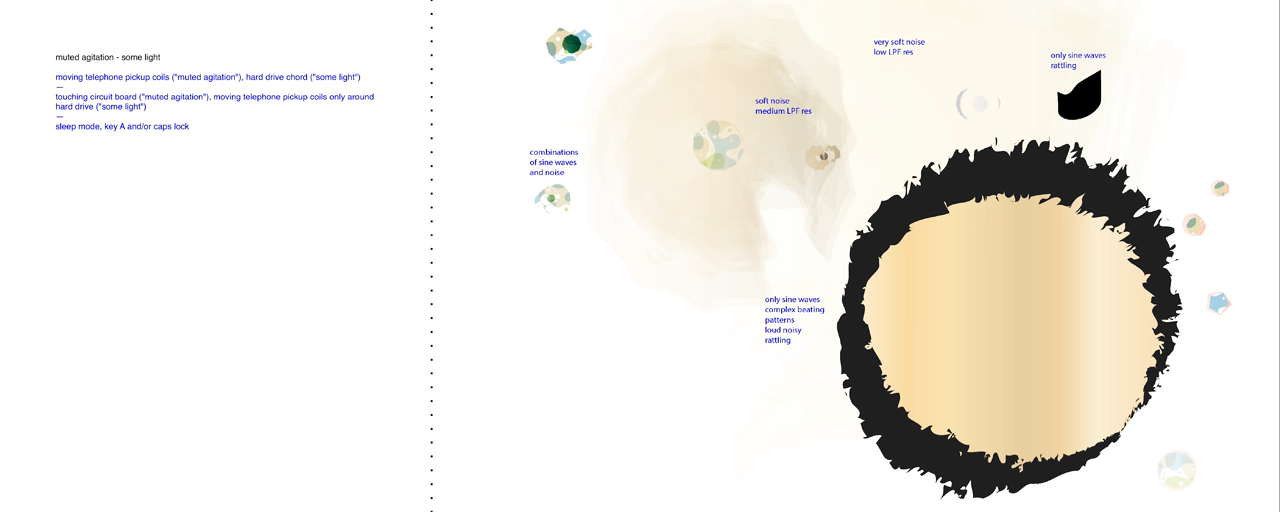 muted agitation - some light
moving telephone pickup coils ("muted agitation"), hard drive chord ("some light")
—
touching circuit board ("muted agitation"), moving telephone pickup coils only around
hard drive ("some light")
—
sleep mode, key A and/or caps lock
very soft noise
low LPF res
only sine waves
rattling
soft noise
medium LPF res
combinations
of sine waves
and noise
only sine waves
complex beating
patterns
loud noisy
rattling